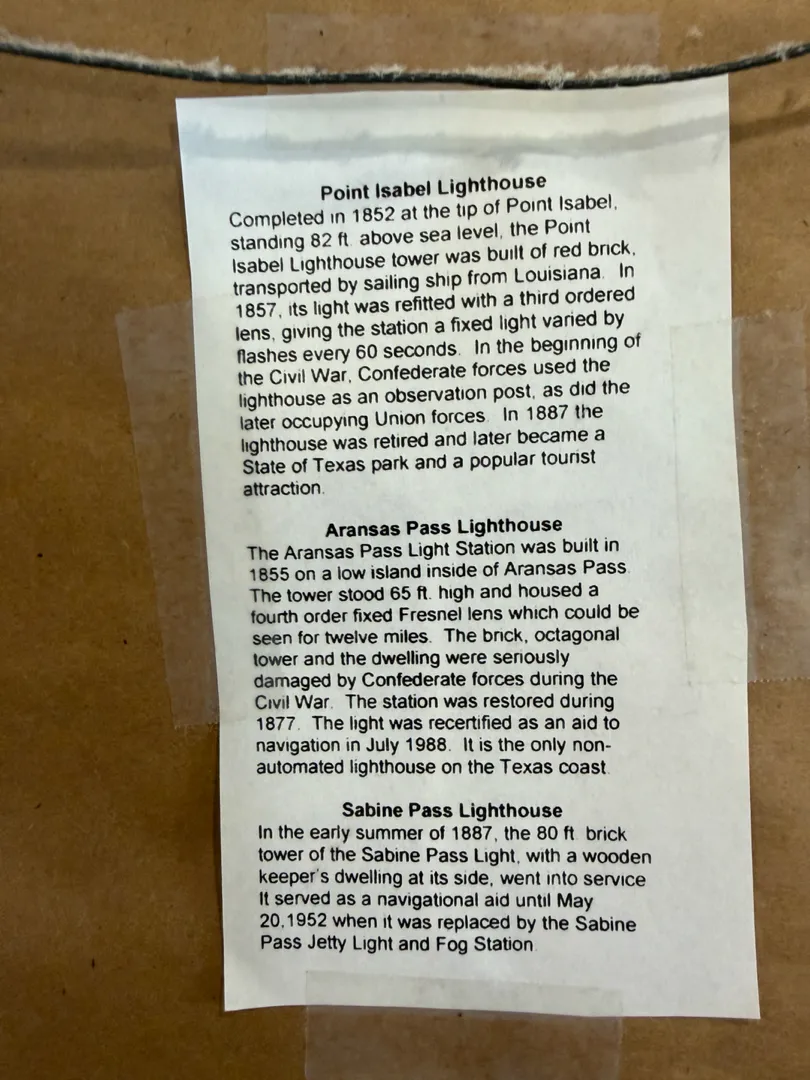 Point Isabel Lighthouse
Completed in 1852 at the tip of Point Isabel,
standing 82 ft. above sea level, the Point
Isabel Lighthouse tower was built of red brick,
transported by sailing ship from Louisiana. In
1857, its light was refitted with a third ordered
lens, giving the station a fixed light varied by
flashes every 60 seconds. In the beginning of
the Civil War, Confederate forces used the
lighthouse as an observation post, as did the
later occupying Union forces. In 1887 the
lighthouse was retired and later became a
State of Texas park and a popular tourist
attraction.
Aransas Pass Lighthouse
The Aransas Pass Light Station was built in
1855 on a low island inside of Aransas Pass.
The tower stood 65 ft. high and housed a
fourth order fixed Fresnel lens which could be
seen for twelve miles. The brick, octagonal
tower and the dwelling were seriously
damaged by Confederate forces during the
Civil War. The station was restored during
1877. The light was recertified as an aid to
navigation in July 1988. It is the only non-
automated lighthouse on the Texas coast.
Sabine Pass Lighthouse
In the early summer of 1887, the 80 ft. brick
tower of the Sabine Pass Light, with a wooden
keeper's dwelling at its side, went into service
It served as a navigational aid until May
20,1952 when it was replaced by the Sabine
Pass Jetty Light and Fog Station.